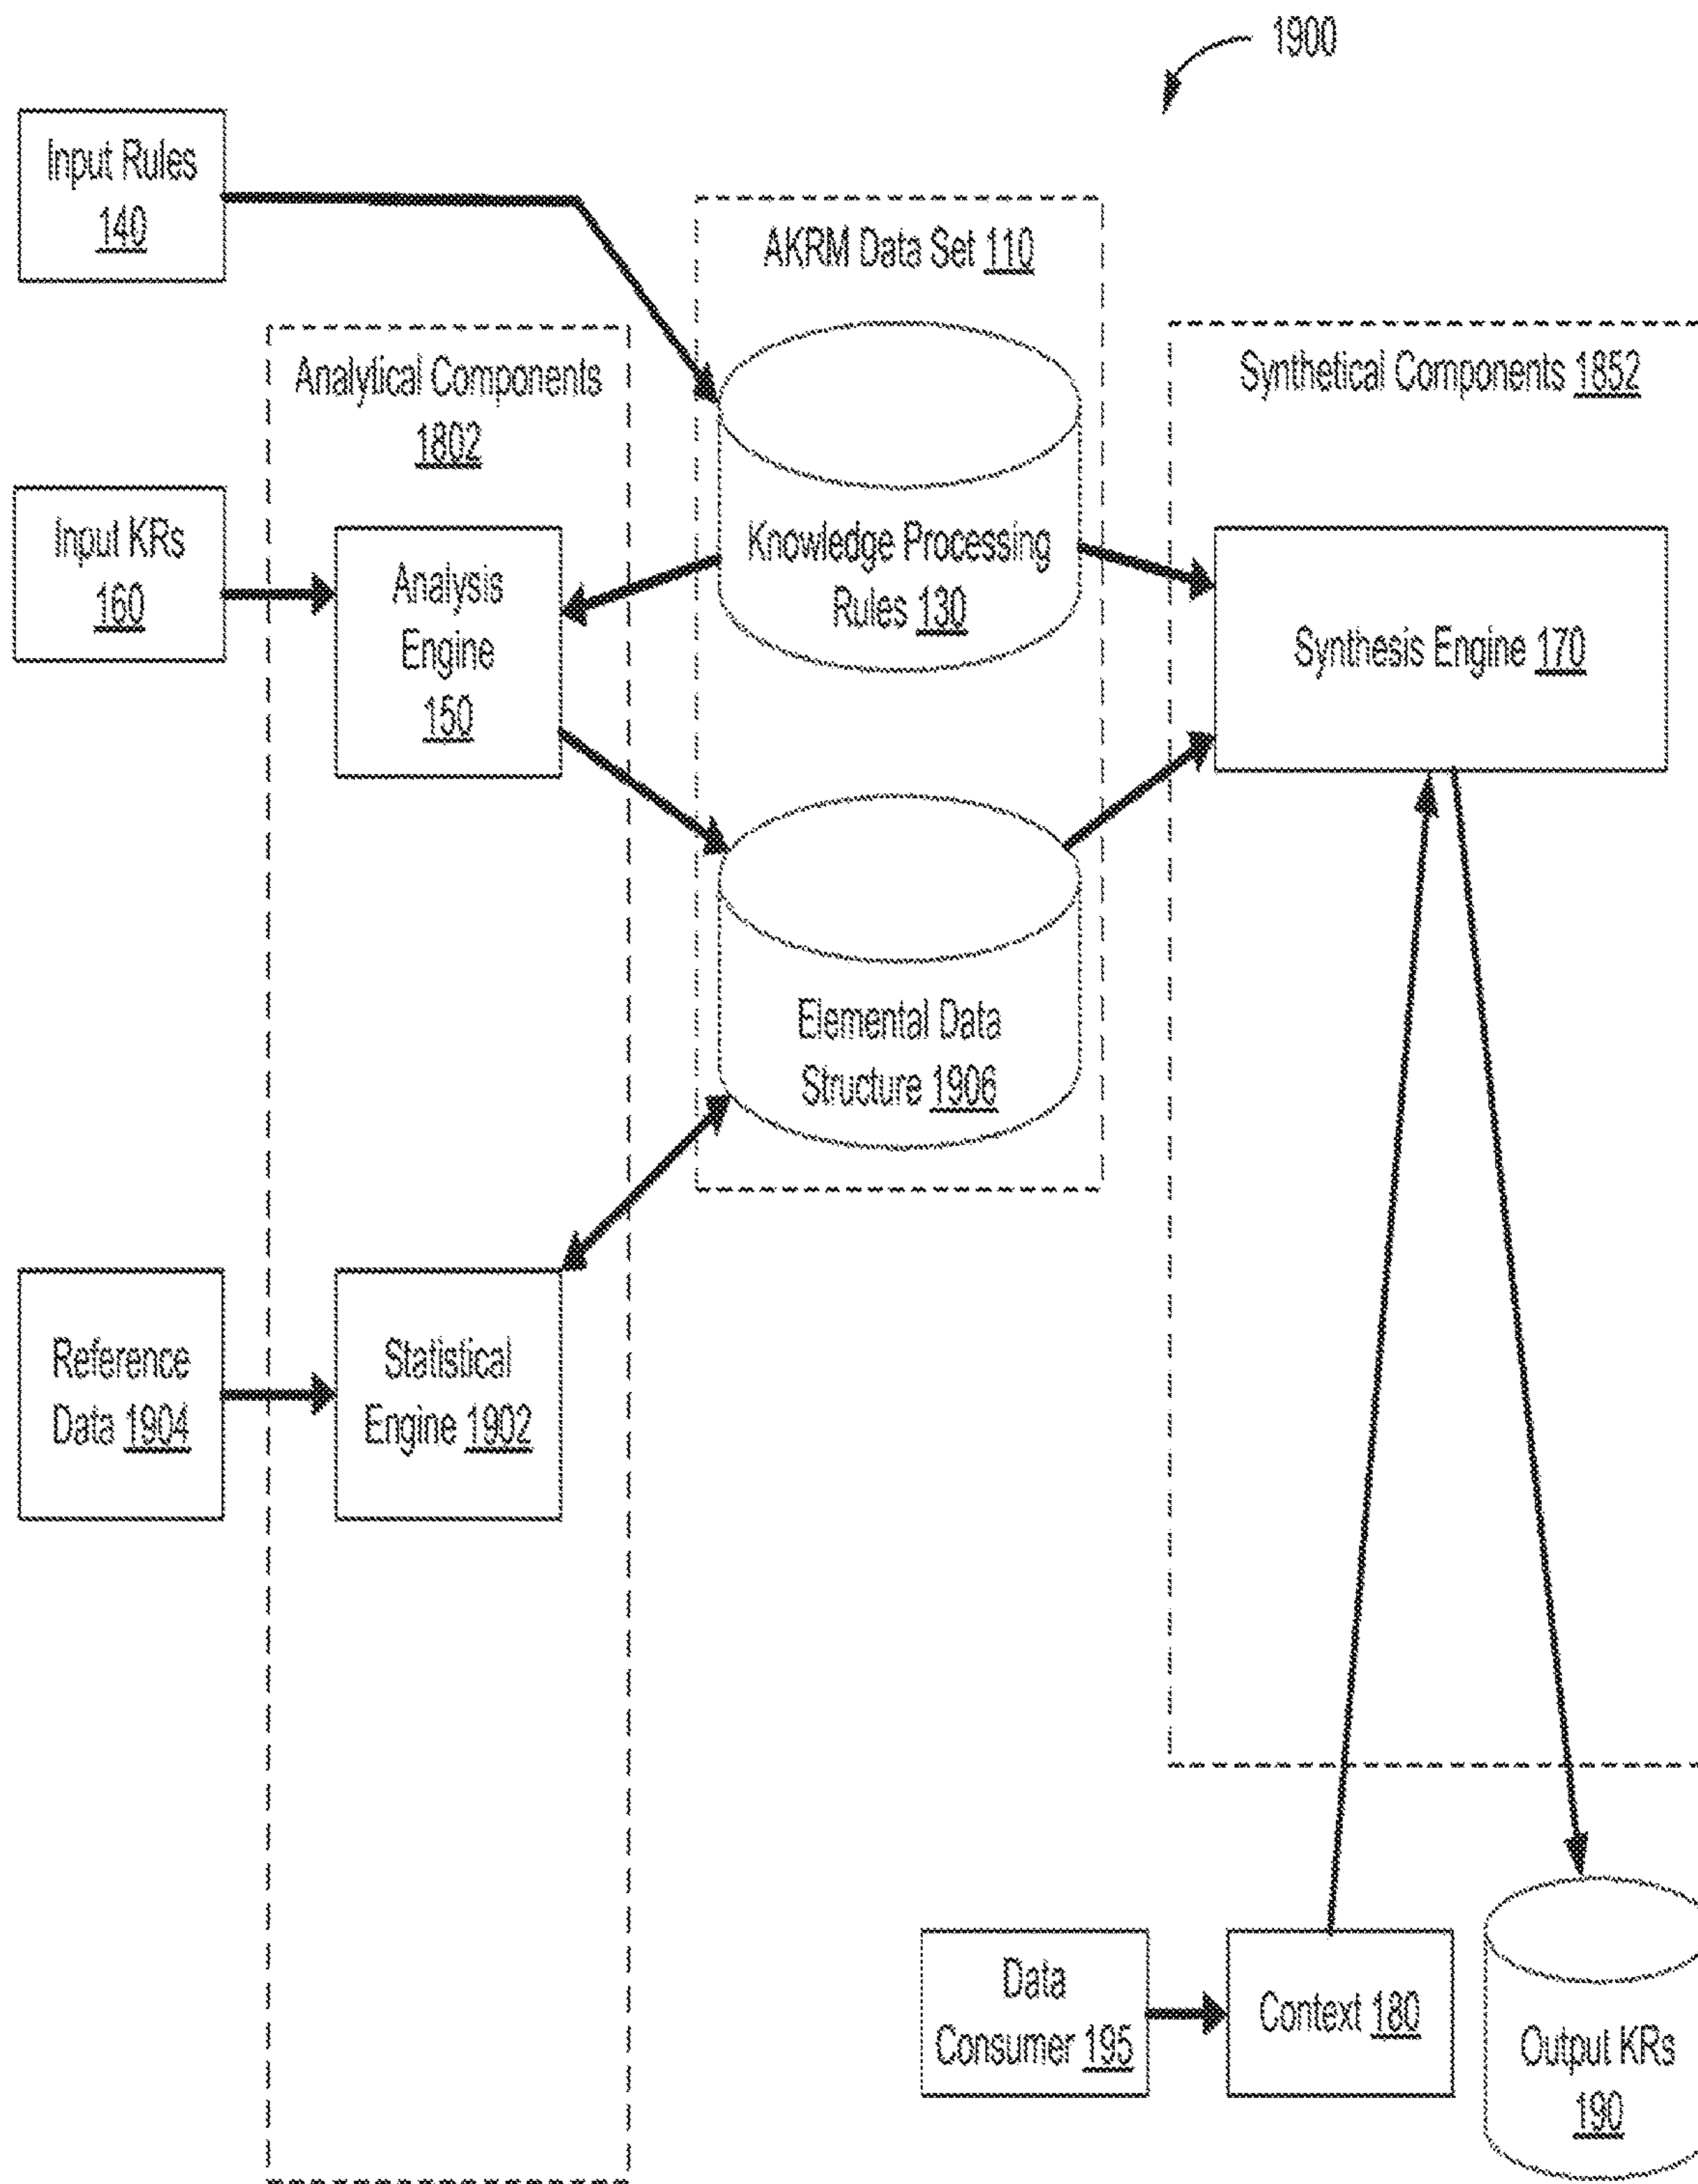 1900
Input Rules
140
AKRM Data Set 110
Analytical Components
1802
Synthetical Components 1852
Input KRs
160
Analysis
Engine
150
Knowledge Processing
Rules 130
Synthesis Engine 170
Elemental Data
Structure 1906
Reference
Data 1904
Statistical
Engine 1902
Data
Consumer 195
Context 180
Output KRs
190